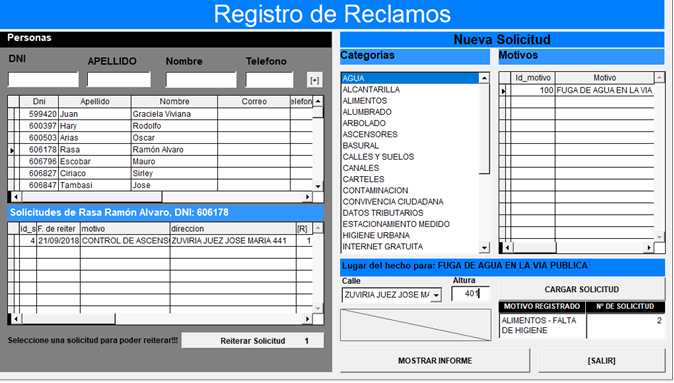 Registro de Reclamos
Personas
DNI APELLIDO Nombre Telefono
[+]
Dni Apellido Nombre Correo elefon
599420 Juan Graciela Viviana
600397 Hary Rodolfo
600503 Arias Oscar
606178 Rasa Ramón Alvaro
606796 Escobar Mauro
606827 Ciriaco Sirley
606847 Tambasi Jose
Solicitudes de Rasa Ramón Alvaro, DNI: 606178
id_s F. de reiter motivo direccion [R]
4 21/09/2018 CONTROL DE ASCENS ZUVIRIA JUEZ JOSE MARIA 441 1
Seleccione una solicitud para poder reiterar!!!
Reiterar Solicitud 1
Nueva Solicitud
Categorias
AGUA
ALCANTARILLA
ALIMENTOS
ALUMBRADO
ARBOLADO
ASCENSORES
BASURAL
CALLES Y SUELOS
CANALES
CARTELES
CONTAMINACION
CONVIVENCIA CIUDADANA
DATOS TRIBUTARIOS
ESTACIONAMIENTO MEDIDO
HIGIENE URBANA
INTERNET GRATUITA
Motivos
Id_motivo Motivo
100 FUGA DE AGUA EN LA VIA
Lugar del hecho para: FUGA DE AGUA EN LA VIA PUBLICA
Calle Altura
ZUVIRIA JUEZ JOSE MA 401
CARGAR SOLICITUD
MOTIVO REGISTRADO Nº DE SOLICITUD
ALIMENTOS - FALTA DE HIGIENE 2
MOSTRAR INFORME
[SALIR]